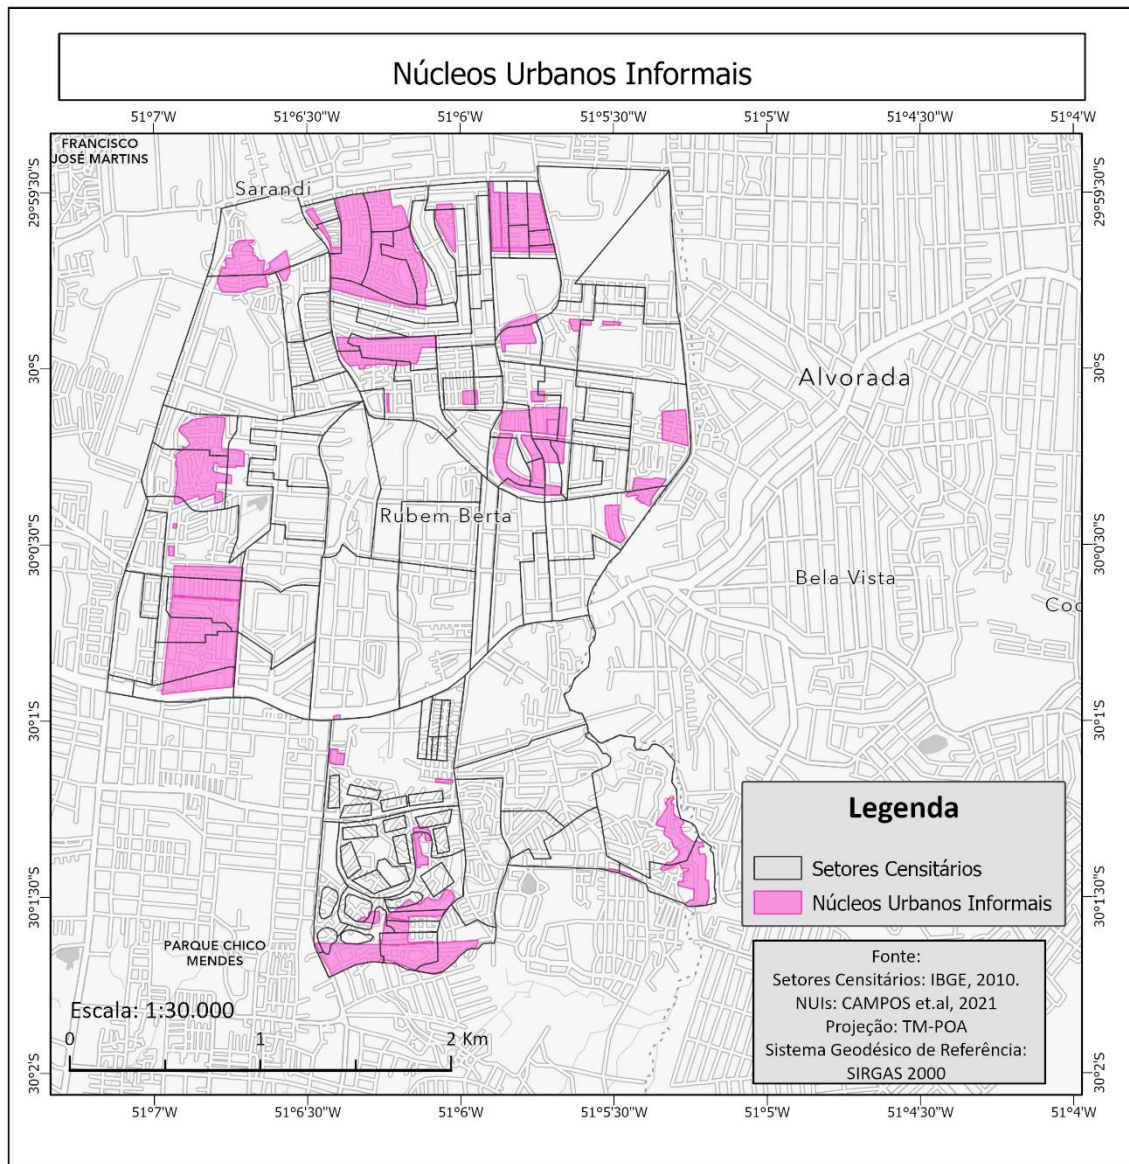 Núcleos Urbanos Informais
51°7'W 51°6'30"W 51°6'W 51°5'30"W 51°5'W 51°4'30"W 51°4'W
FRANCISCO
JOSÉ MARTINS
Sarandi
29°59'30"S 29°59'30"S
30°S 30°S
Alvorada
Rubem Berta
30°0'30"S 30°0'30"S
Bela Vista
Coc
30°1'S 30°1'S
Legenda
Setores Censitários
Núcleos Urbanos Informais
30°1'30"S 30°1'30"S
PARQUE CHICO
MENDES
Fonte:
Setores Censitários: IBGE, 2010.
NUIs: CAMPOS et.al, 2021
Projeção: TM-POA
Sistema Geodésico de Referência:
SIRGAS 2000
Escala: 1:30.000
0 1 2 Km
30°2'S 30°2'S
51°7'W 51°6'30"W 51°6'W 51°5'30"W 51°5'W 51°4'30"W 51°4'W